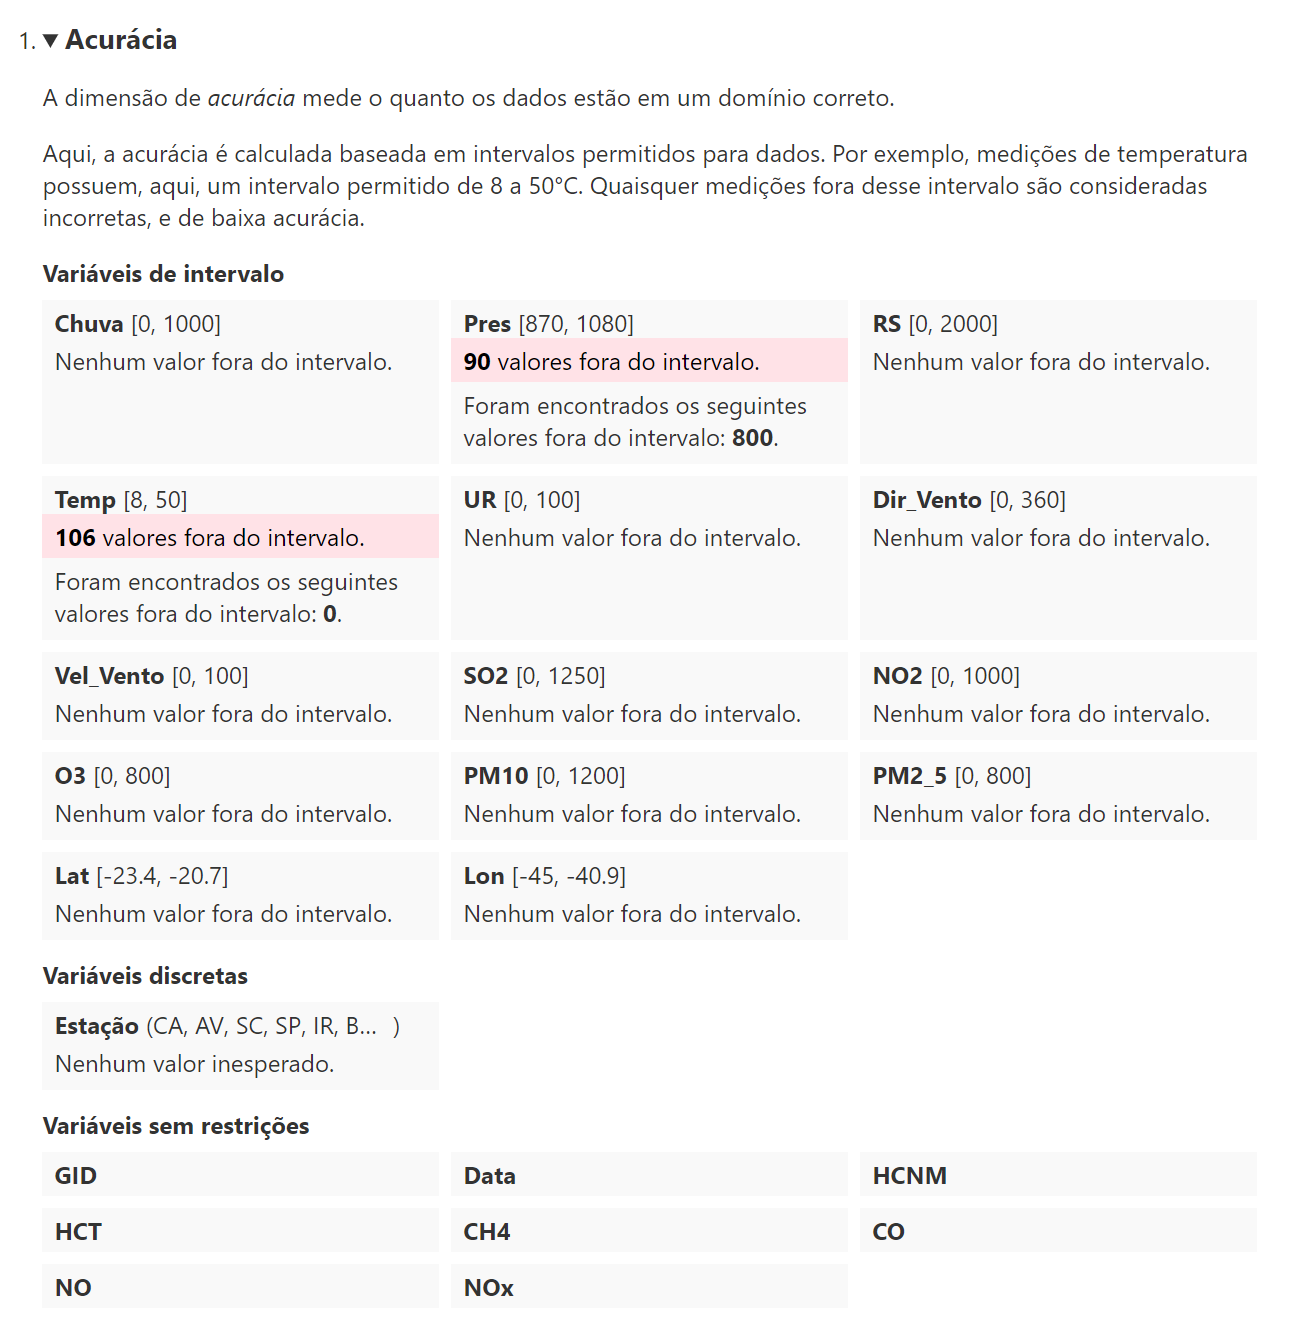 1. ▼ Acurácia
A dimensão de acurácia mede o quanto os dados estão em um domínio correto.
Aqui, a acurácia é calculada baseada em intervalos permitidos para dados. Por exemplo, medições de temperatura
possuem, aqui, um intervalo permitido de 8 a 50°C. Quaisquer medições fora desse intervalo são consideradas
incorretas, e de baixa acurácia.
Variáveis de intervalo
Chuva [0, 1000]
Nenhum valor fora do intervalo.
Pres [870, 1080]
90 valores fora do intervalo.
Foram encontrados os seguintes
valores fora do intervalo: 800.
RS [0, 2000]
Nenhum valor fora do intervalo.
Temp [8, 50]
106 valores fora do intervalo.
Foram encontrados os seguintes
valores fora do intervalo: 0.
UR [0, 100]
Nenhum valor fora do intervalo.
Dir_Vento [0, 360]
Nenhum valor fora do intervalo.
Vel_Vento [0, 100]
Nenhum valor fora do intervalo.
SO2 [0, 1250]
Nenhum valor fora do intervalo.
NO2 [0, 1000]
Nenhum valor fora do intervalo.
O3 [0, 800]
Nenhum valor fora do intervalo.
PM10 [0, 1200]
Nenhum valor fora do intervalo.
PM2_5 [0, 800]
Nenhum valor fora do intervalo.
Lat [-23.4, -20.7]
Nenhum valor fora do intervalo.
Lon [-45, -40.9]
Nenhum valor fora do intervalo.
Variáveis discretas
Estação (CA, AV, SC, SP, IR, B... )
Nenhum valor inesperado.
Variáveis sem restrições
GID
Data
HCNM
HCT
CH4
CO
NO
NOx